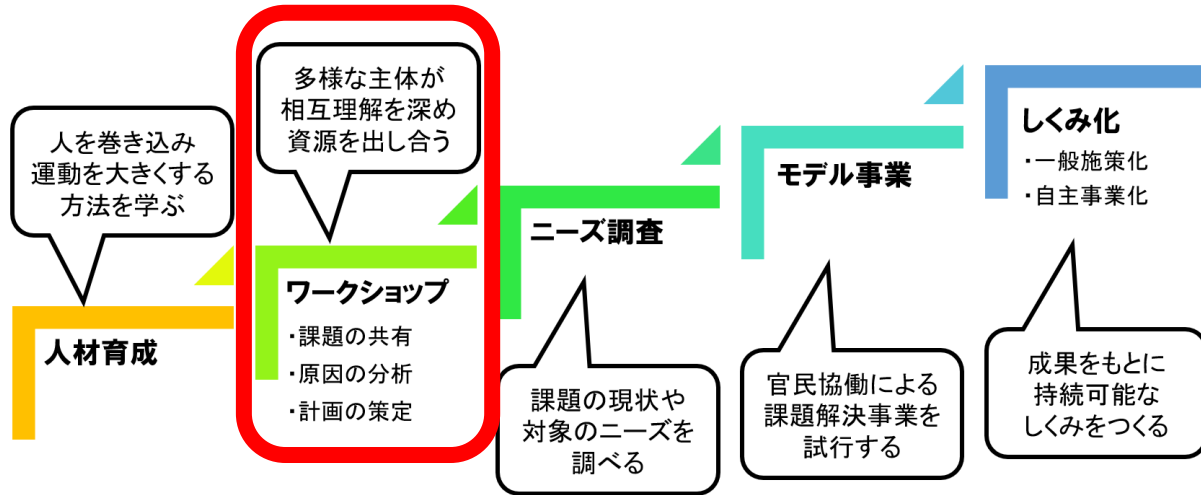 人を巻き込み
運動を大きくする
方法を学ぶ
人材育成
多様な主体が
相互理解を深め
資源を出し合う
ワークショップ
・課題の共有
・原因の分析
・計画の策定
ニーズ調査
課題の現状や
対象のニーズを
調べる
モデル事業
官民協働による
課題解決事業を
試行する
しくみ化
・一般施策化
・自主事業化
成果をもとに
持続可能な
しくみをつくる